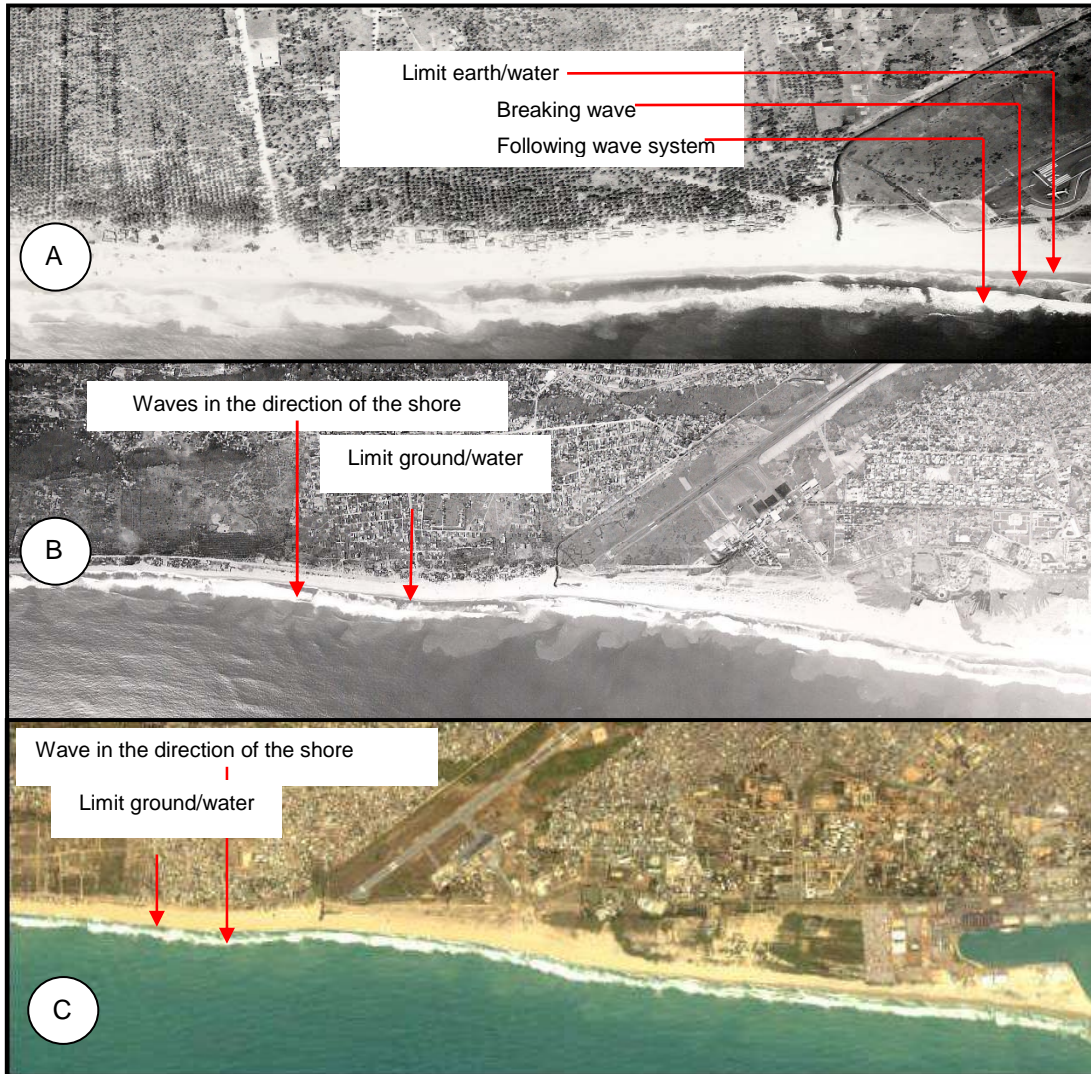 Limit earth/water
Breaking wave
Following wave system
A
Waves in the direction of the shore
Limit ground/water
B
Wave in the direction of the shore
Limit ground/water
C